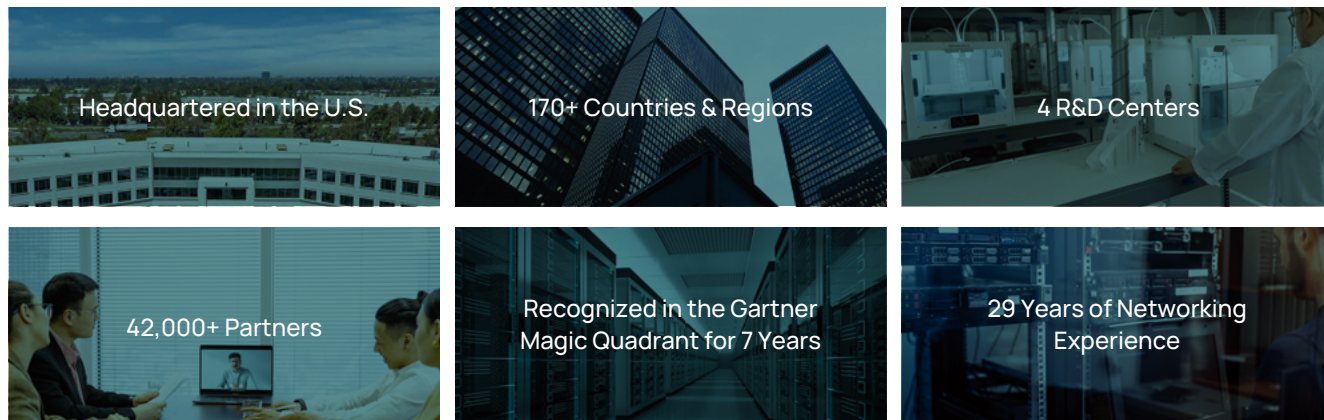 Headquartered in the U.S.
170+ Countries & Regions
4 R&D Centers
42,000+ Partners
Recognized in the Gartner
Magic Quadrant for 7 Years
29 Years of Networking
Experience